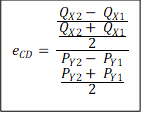 Q_X2 − Q_X1
Q_X2 + Q_X1
2
e_CD =
P_Y2 − P_Y1
P_Y2 + P_Y1
2